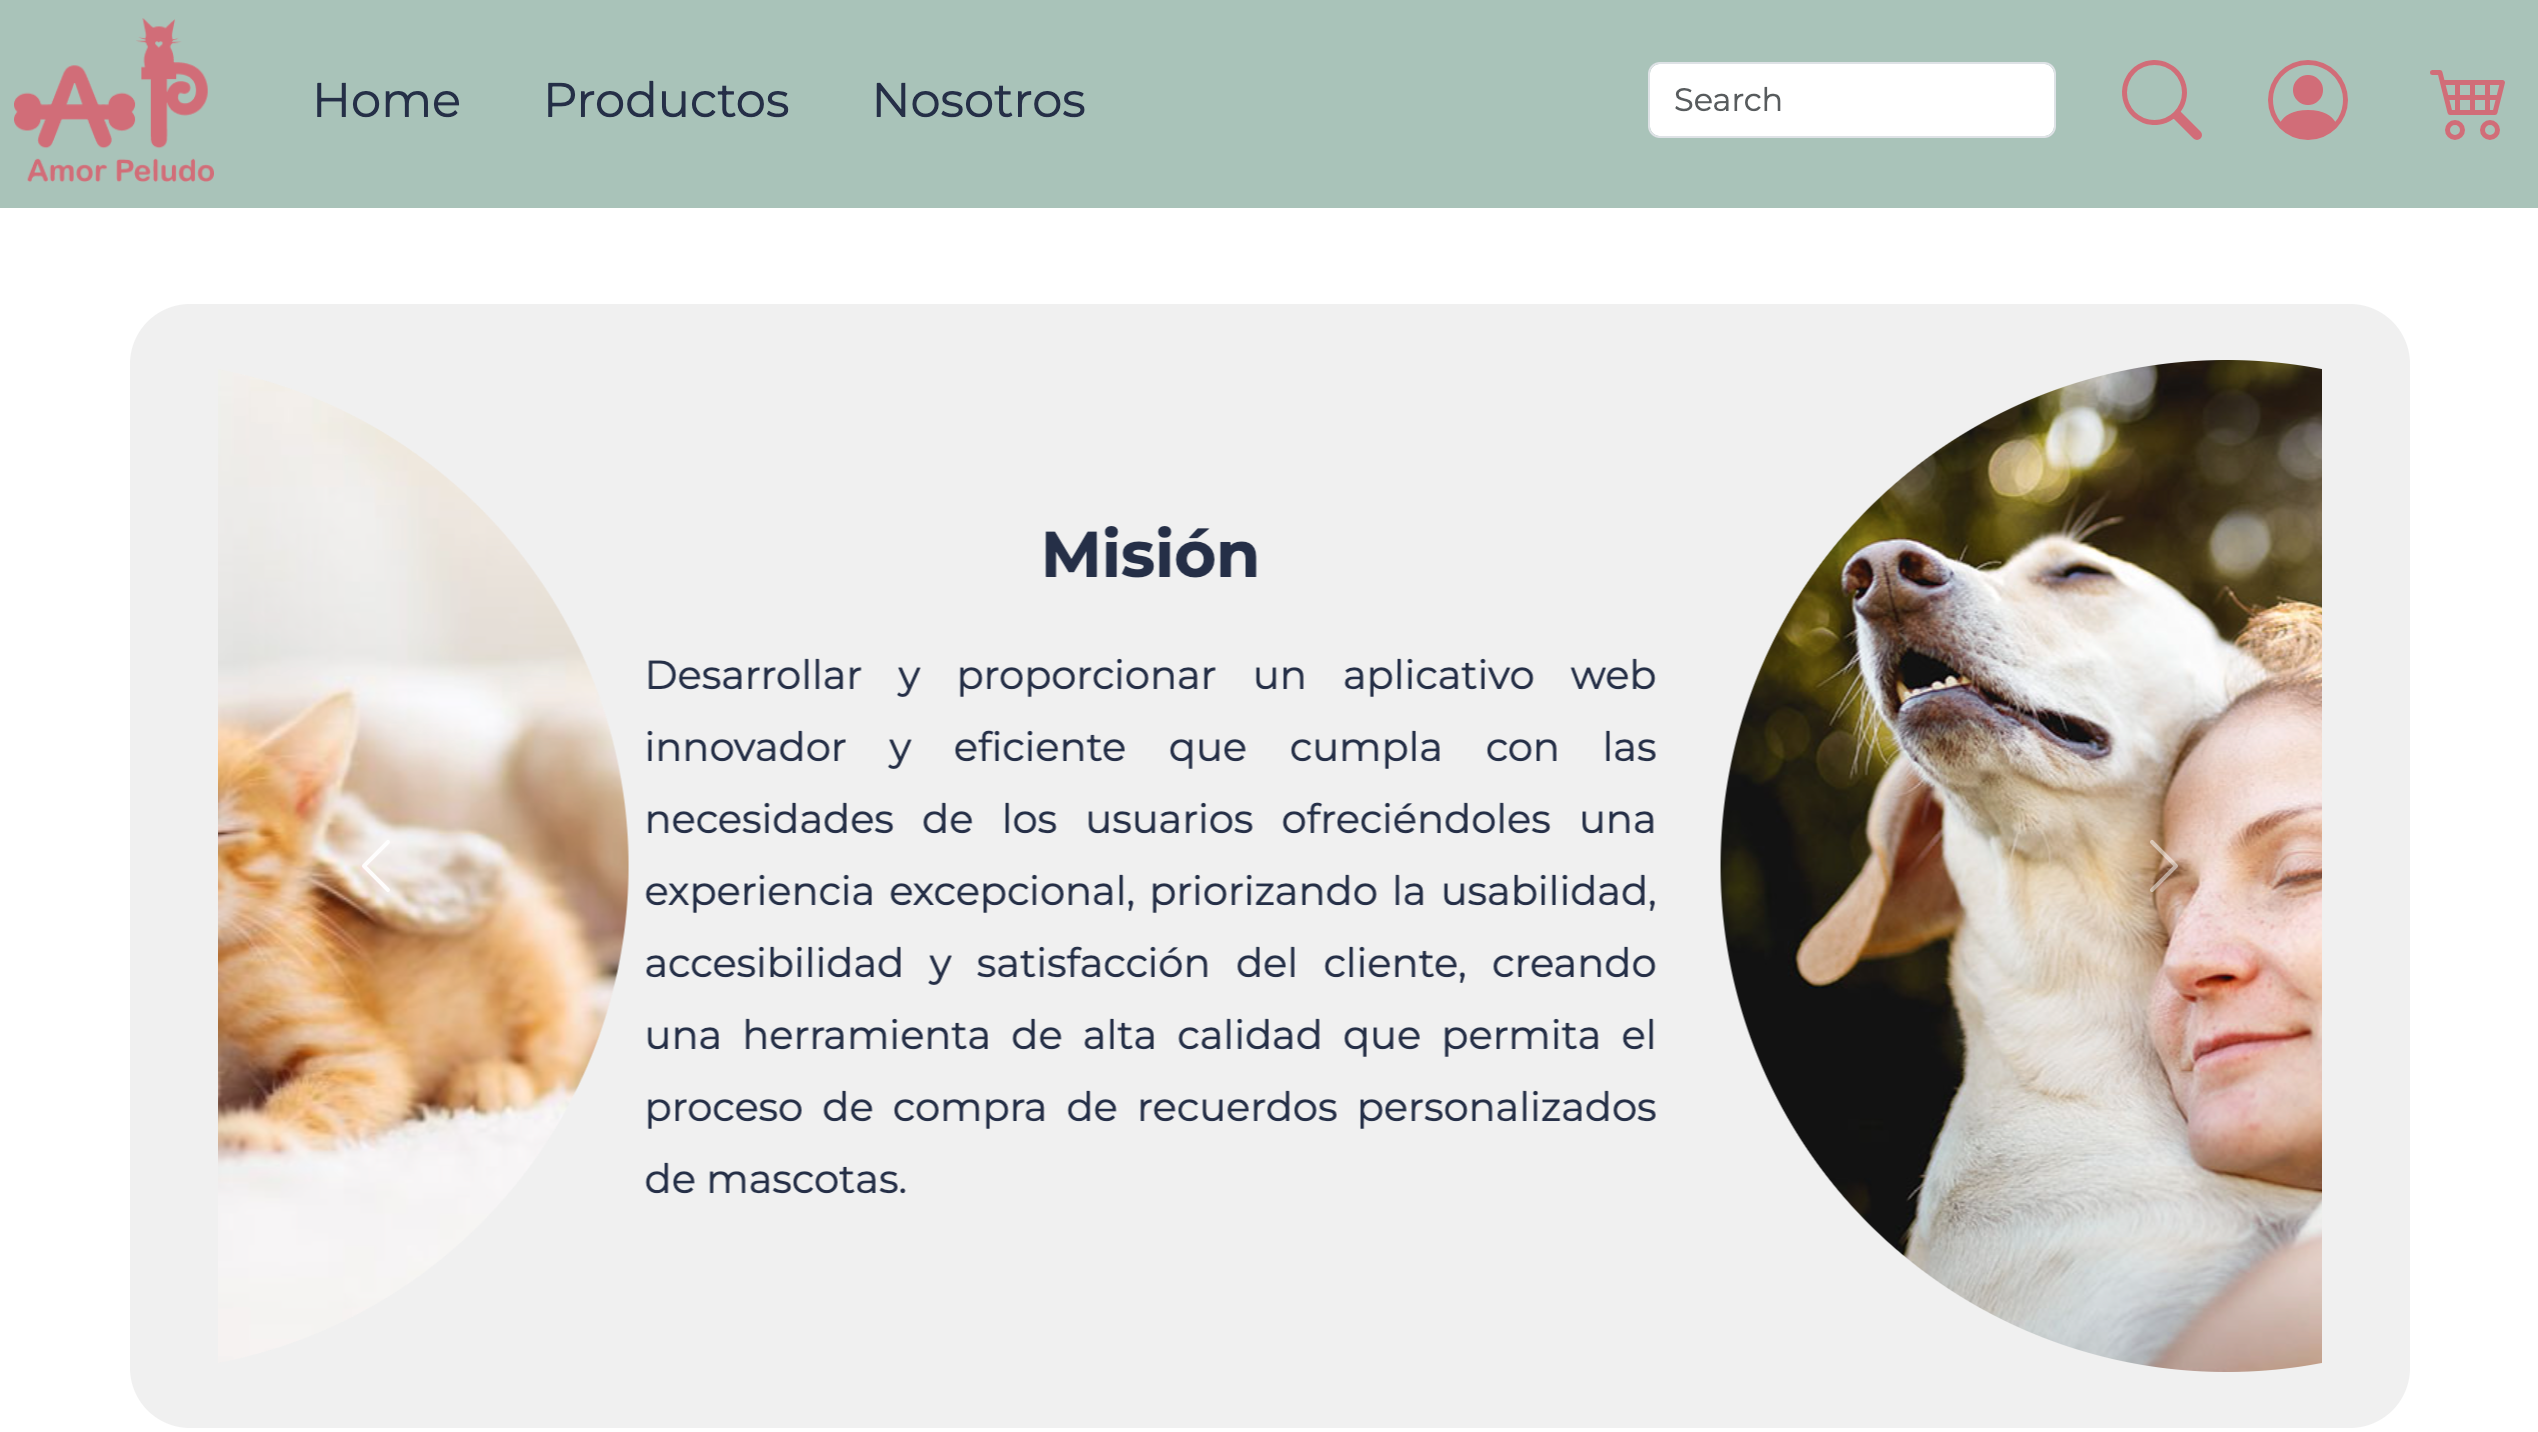 AP
Amor Peludo
Home
Productos
Nosotros
Search
Misión
Desarrollar y proporcionar un aplicativo web
innovador y eficiente que cumpla con las
necesidades de los usuarios ofreciéndoles una
experiencia excepcional, priorizando la usabilidad,
accesibilidad y satisfacción del cliente, creando
una herramienta de alta calidad que permita el
proceso de compra de recuerdos personalizados
de mascotas.